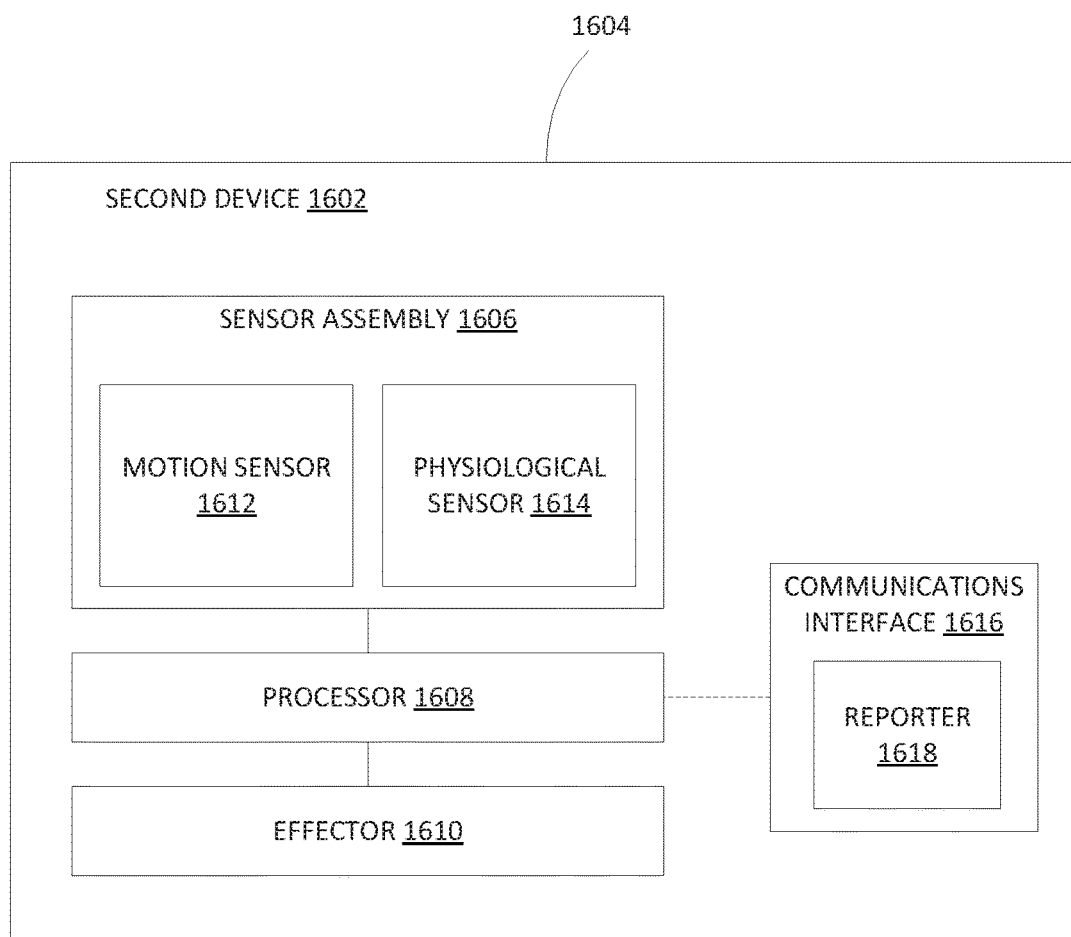 1604
SECOND DEVICE 1602
SENSOR ASSEMBLY 1606
MOTION SENSOR
1612
PHYSIOLOGICAL
SENSOR 1614
COMMUNICATIONS
INTERFACE 1616
PROCESSOR 1608
REPORTER
1618
EFFECTOR 1610